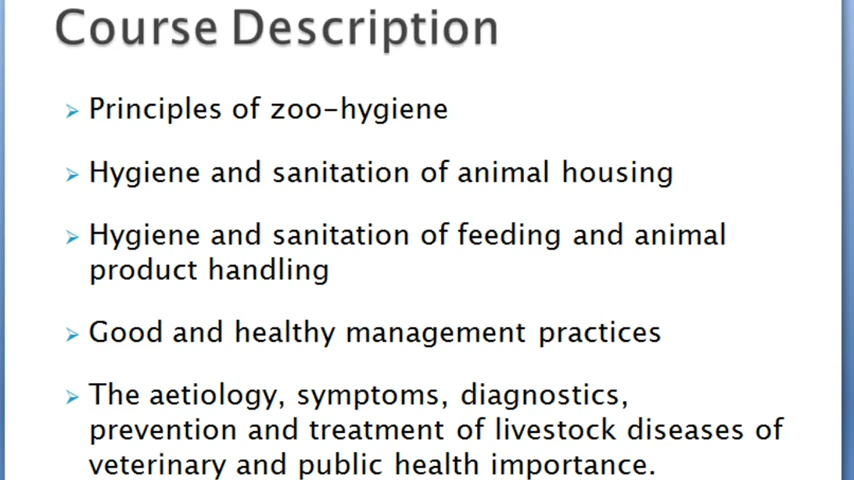 Course Description
Principles of zoo-hygiene
Hygiene and sanitation of animal housing
Hygiene and sanitation of feeding and animal
product handling
Good and healthy management practices
The aetiology, symptoms, diagnostics,
prevention and treatment of livestock diseases of
veterinary and public health importance.